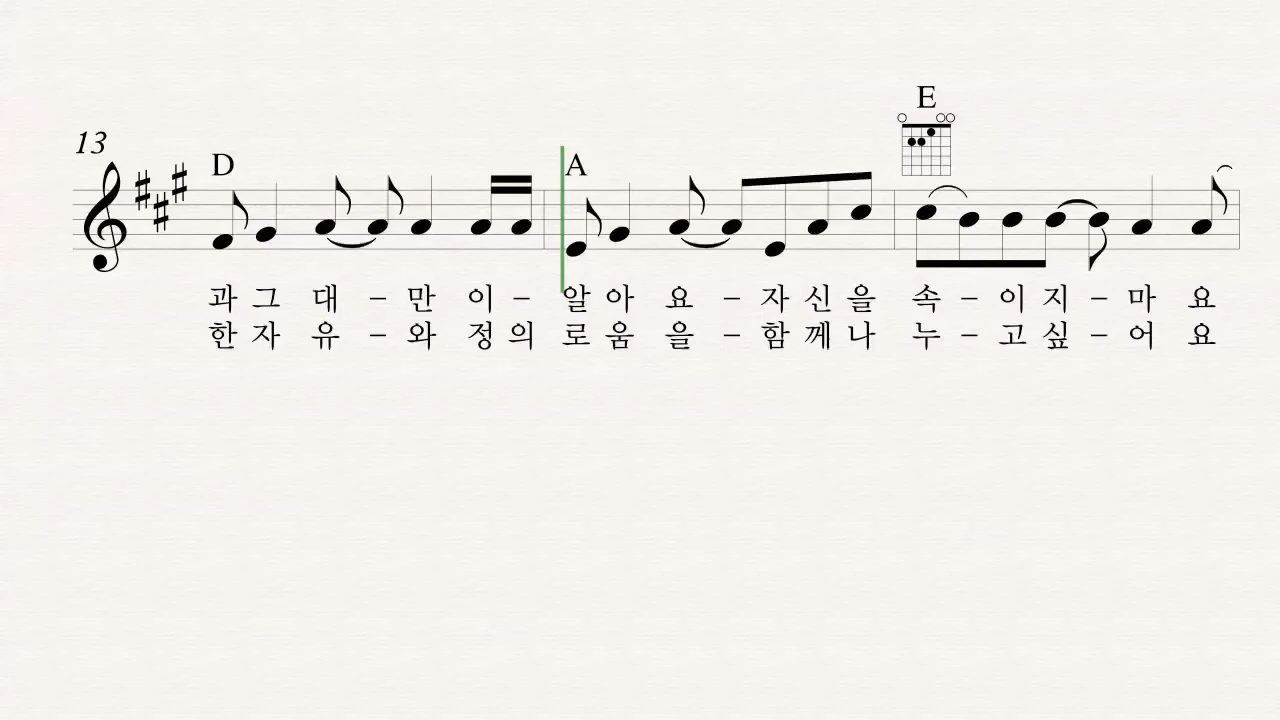 E
13
D A
과 그 대 – 만 이 – 알 아 요 – 자 신 을 속 – 이 지 – 마 요
한 자 유 – 와 정 의 로 움 을 – 함 께 나 누 – 고 싶 – 어 요